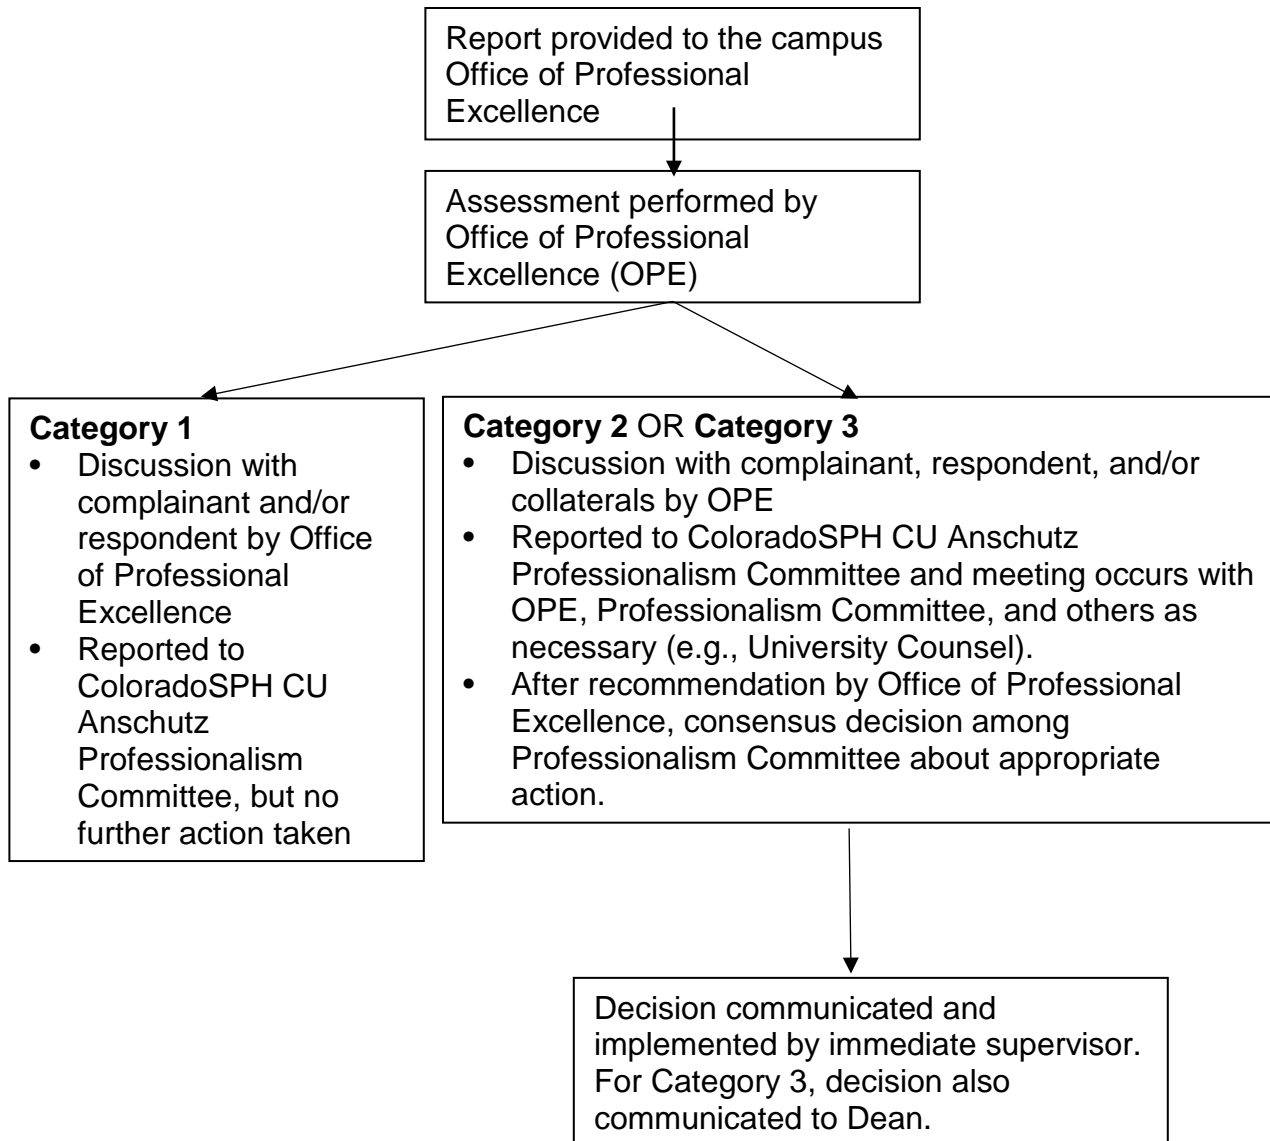 Report provided to the campus
Office of Professional
Excellence
Assessment performed by
Office of Professional
Excellence (OPE)
Category 1
• Discussion with
complainant and/or
respondent by Office
of Professional
Excellence
• Reported to
ColoradoSPH CU
Anschutz
Professionalism
Committee, but no
further action taken
Category 2 OR Category 3
• Discussion with complainant, respondent, and/or
collaterals by OPE
• Reported to ColoradoSPH CU Anschutz
Professionalism Committee and meeting occurs with
OPE, Professionalism Committee, and others as
necessary (e.g., University Counsel).
• After recommendation by Office of Professional
Excellence, consensus decision among
Professionalism Committee about appropriate
action.
Decision communicated and
implemented by immediate supervisor.
For Category 3, decision also
communicated to Dean.